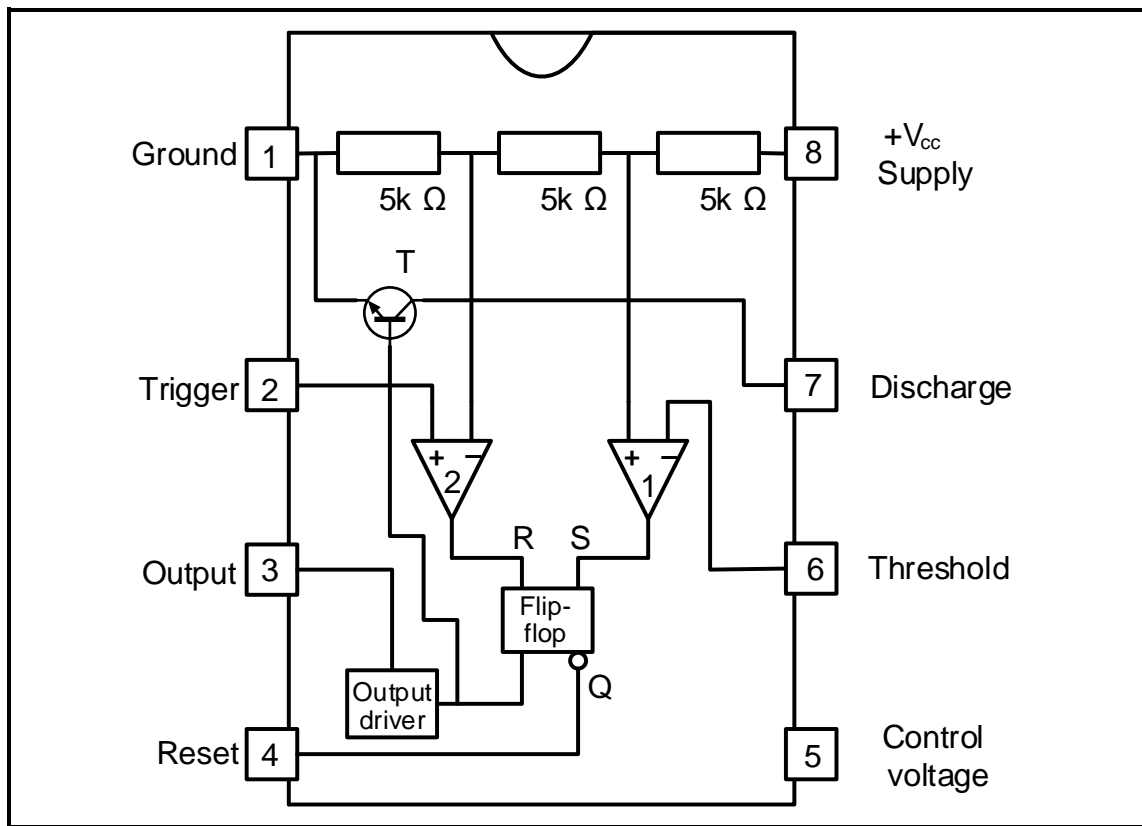 Ground
1
5k Ω
5k Ω
5k Ω
8
+Vcc
Supply
T
Trigger
2
7
Discharge
+
−
2
+
−
1
R
S
Output
3
6
Threshold
Flip-
flop
Q
Output
driver
Reset
4
5
Control
voltage